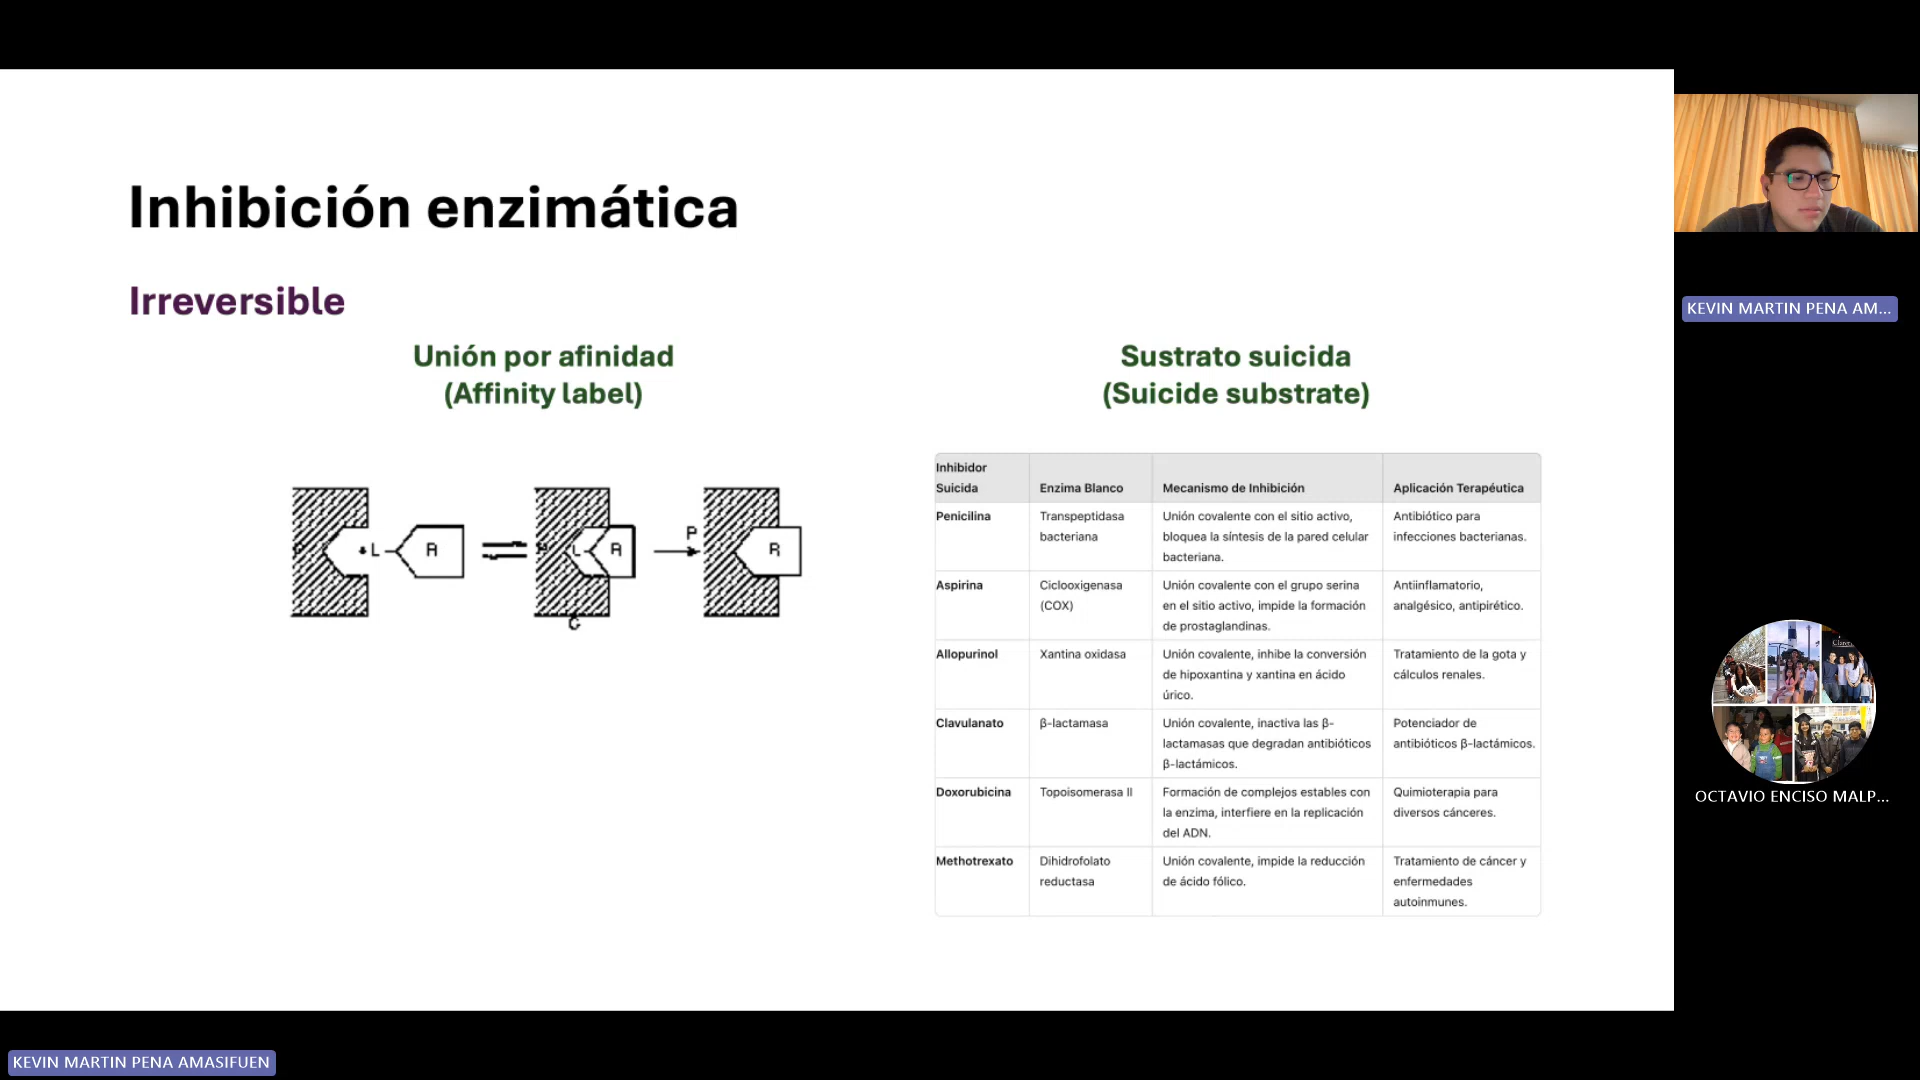 Inhibición enzimática
Irreversible
Unión por afinidad
(Affinity label)
L
R
L
R
G
P
R
Sustrato suicida
(Suicide substrate)
Inhibidor
Suicida
Enzima Blanco
Mecanismo de Inhibición
Aplicación Terapéutica
Penicilina
Transpeptidasa
bacteriana
Unión covalente con el sitio activo,
bloquea la síntesis de la pared celular
bacteriana.
Antibiótico para
infecciones bacterianas.
Aspirina
Ciclooxigenasa
(COX)
Unión covalente con el grupo serina
en el sitio activo, impide la formación
de prostaglandinas.
Antiinflamatorio,
analgésico, antipirético.
Allopurinol
Xantina oxidasa
Unión covalente, inhibe la conversión
de hipoxantina y xantina en ácido
úrico.
Tratamiento de la gota y
cálculos renales.
Clavulanato
β-lactamasa
Unión covalente, inactiva las β-
lactamasas que degradan antibióticos
β-lactámicos.
Potenciador de
antibióticos β-lactámicos.
Doxorubicina
Topoisomerasa II
Formación de complejos estables con
la enzima, interfiere en la replicación
del ADN.
Quimioterapia para
diversos cánceres.
Methotrexato
Dihidrofolato
reductasa
Unión covalente, impide la reducción
de ácido fólico.
Tratamiento de cáncer y
enfermedades
autoinmunes.
KEVIN MARTIN PENA AM...
OCTAVIO ENCISO MALP...
KEVIN MARTIN PENA AMASIFUEN